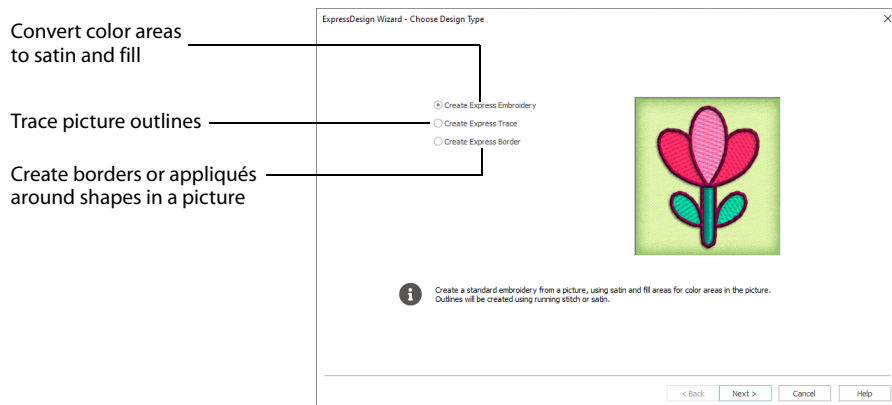 Convert color areas
to satin and fill
Trace picture outlines
Create borders or appliqués
around shapes in a picture
ExpressDesign Wizard - Choose Design Type
Create Express Embroidery
Create Express Trace
Create Express Border
Create a standard embroidery from a picture, using satin and fill areas for color areas in the picture.
Outlines will be created using running stitch or satin.
< Back Next > Cancel Help